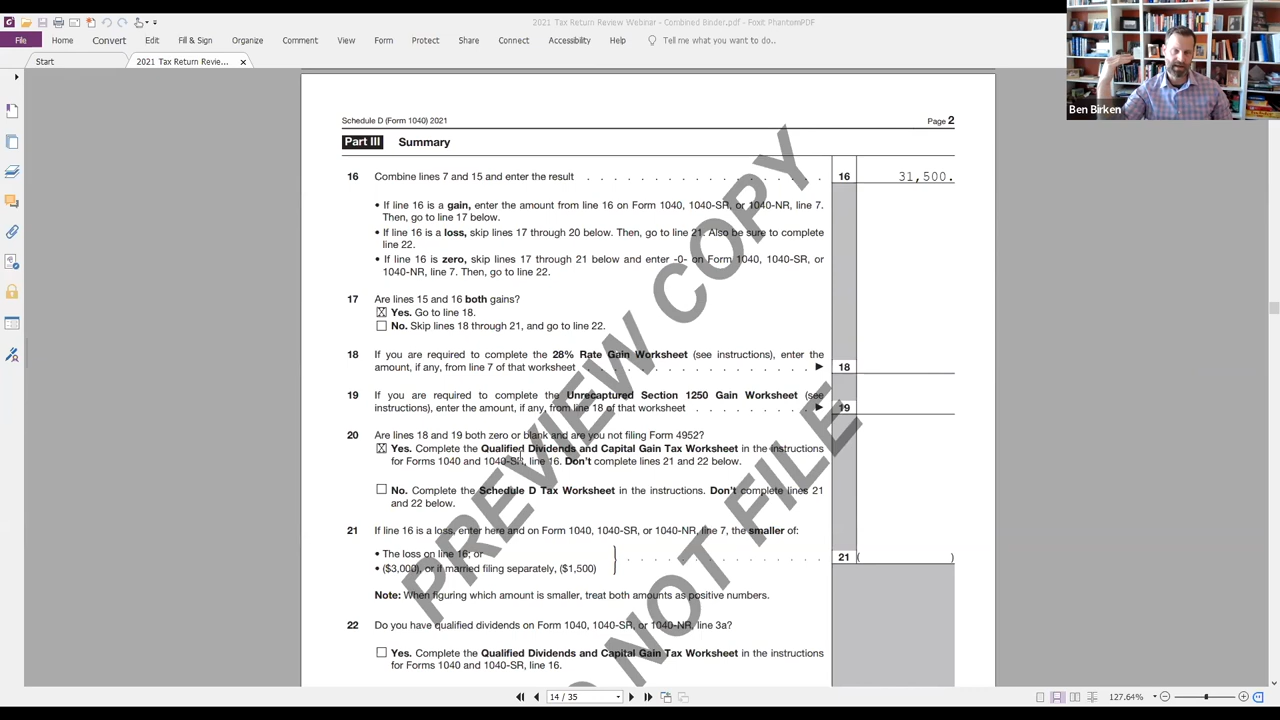 2021 Tax Return Review Webinar - Combined Binder.pdf - Foxit PhantomPDF
File Home Convert Edit Fill & Sign Organize Comment View Form Protect Share Connect Accessibility Help Tell me what you want to do..
Start 2021 Tax Return Revie...
Ben Birken
Schedule D (Form 1040) 2021 Page 2
Part III Summary
16 Combine lines 7 and 15 and enter the result . . . . . . . . . . . . . . . . . . 16 31,500.
• If line 16 is a gain, enter the amount from line 16 on Form 1040, 1040-SR, or 1040-NR, line 7.
Then, go to line 17 below.
• If line 16 is a loss, skip lines 17 through 20 below. Then, go to line 21. Also be sure to complete
line 22.
• If line 16 is zero, skip lines 17 through 21 below and enter -0- on Form 1040, 1040-SR, or
1040-NR, line 7. Then, go to line 22.
17 Are lines 15 and 16 both gains?
Yes. Go to line 18.
No. Skip lines 18 through 21, and go to line 22.
18 If you are required to complete the 28% Rate Gain Worksheet (see instructions), enter the
amount, if any, from line 7 of that worksheet . . . . . . . . . . . . . . . . . ▶ 18
19 If you are required to complete the Unrecaptured Section 1250 Gain Worksheet (see
instructions), enter the amount, if any, from line 18 of that worksheet . . . . . . . . . ▶ 19
20 Are lines 18 and 19 both zero or blank and are you not filing Form 4952?
Yes. Complete the Qualified Dividends and Capital Gain Tax Worksheet in the instructions
for Forms 1040 and 1040-SR, line 16. Don't complete lines 21 and 22 below.
No. Complete the Schedule D Tax Worksheet in the instructions. Don't complete lines 21
and 22 below.
21 If line 16 is a loss, enter here and on Form 1040, 1040-SR, or 1040-NR, line 7, the smaller of:
• The loss on line 16; or
• ($3,000), or if married filing separately, ($1,500) . . . . . . . . . . . . . . . 21 ( )
Note: When figuring which amount is smaller, treat both amounts as positive numbers.
22 Do you have qualified dividends on Form 1040, 1040-SR, or 1040-NR, line 3a?
Yes. Complete the Qualified Dividends and Capital Gain Tax Worksheet in the instructions
for Forms 1040 and 1040-SR, line 16.
PREVIEW COPY
NOT FILE
14 / 35 127.64%